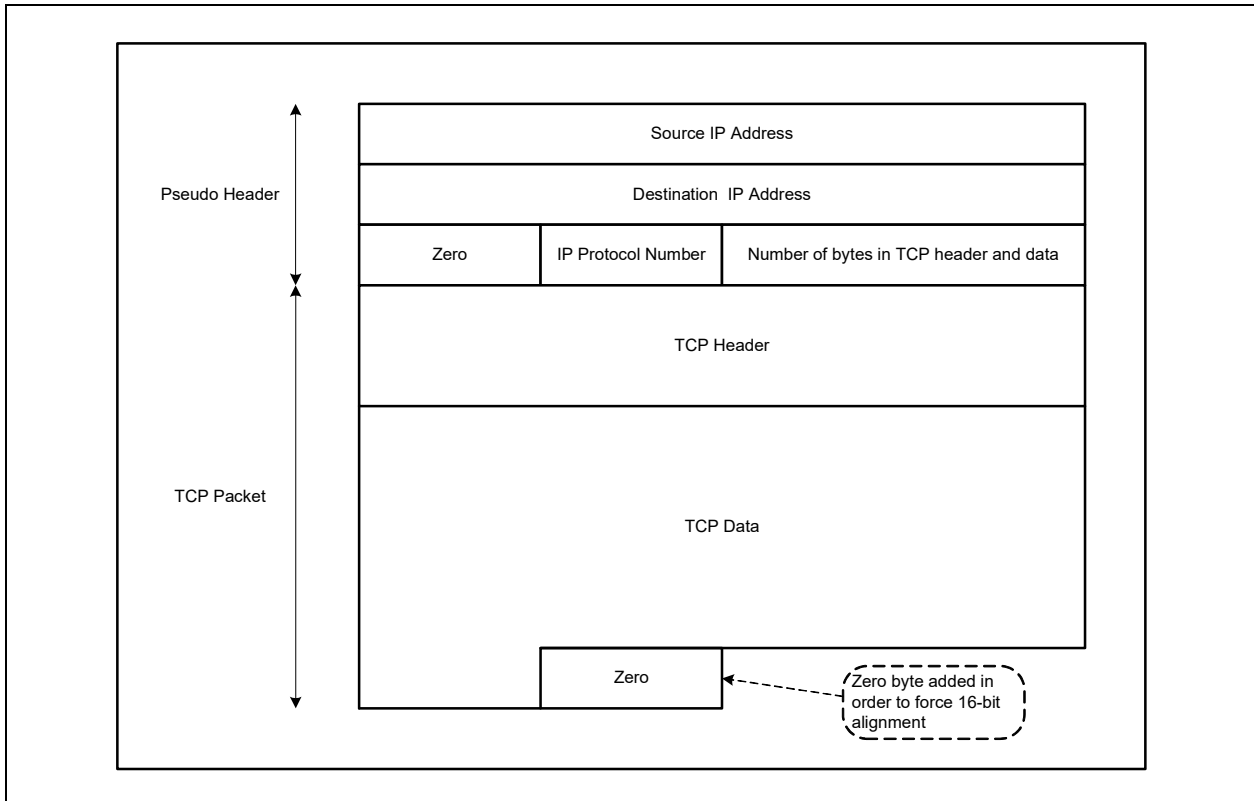 Source IP Address
Pseudo Header
Destination IP Address
Zero
IP Protocol Number
Number of bytes in TCP header and data
TCP Header
TCP Packet
TCP Data
Zero
Zero byte added in
order to force 16-bit
alignment